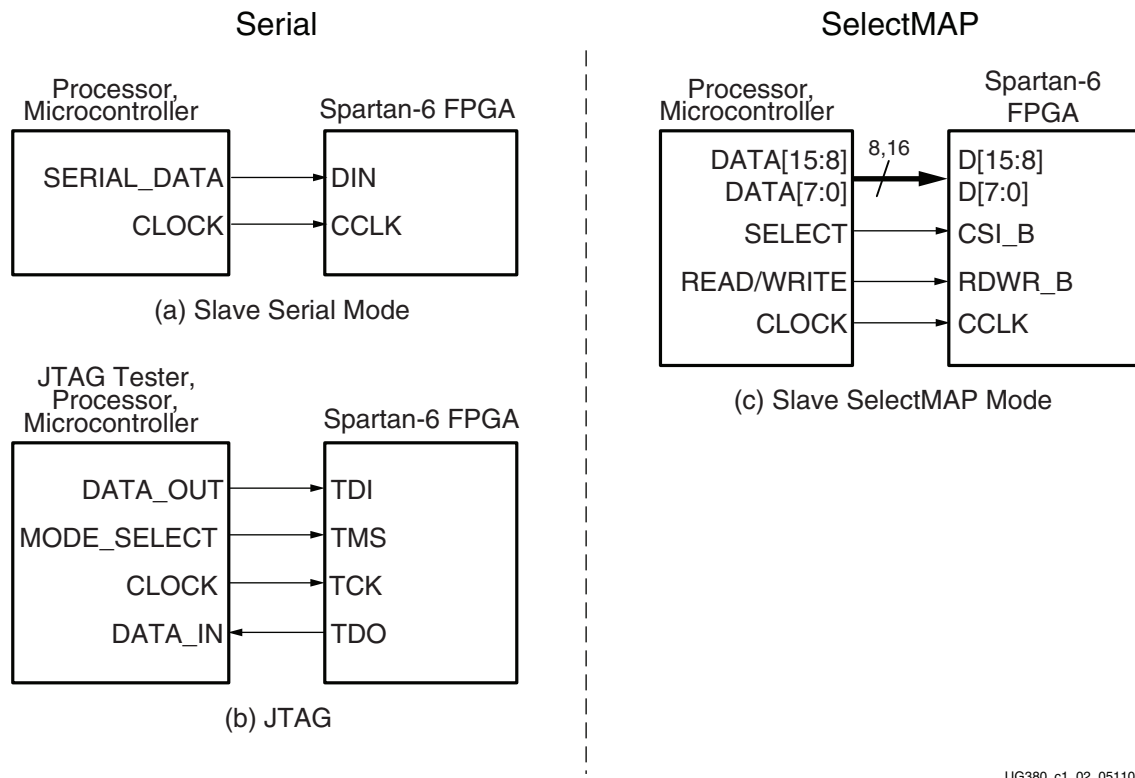 Serial
Processor,
Microcontroller
Spartan-6 FPGA
SERIAL_DATA
DIN
CLOCK
CCLK
(a) Slave Serial Mode
JTAG Tester,
Processor,
Microcontroller
Spartan-6 FPGA
DATA_OUT
TDI
MODE_SELECT
TMS
CLOCK
TCK
DATA_IN
TDO
(b) JTAG
SelectMAP
Processor,
Microcontroller
Spartan-6
FPGA
DATA[15:8]
8,16
D[15:8]
DATA[7:0]
D[7:0]
SELECT
CSI_B
READ/WRITE
RDWR_B
CLOCK
CCLK
(c) Slave SelectMAP Mode
UG380_c1_02_05110